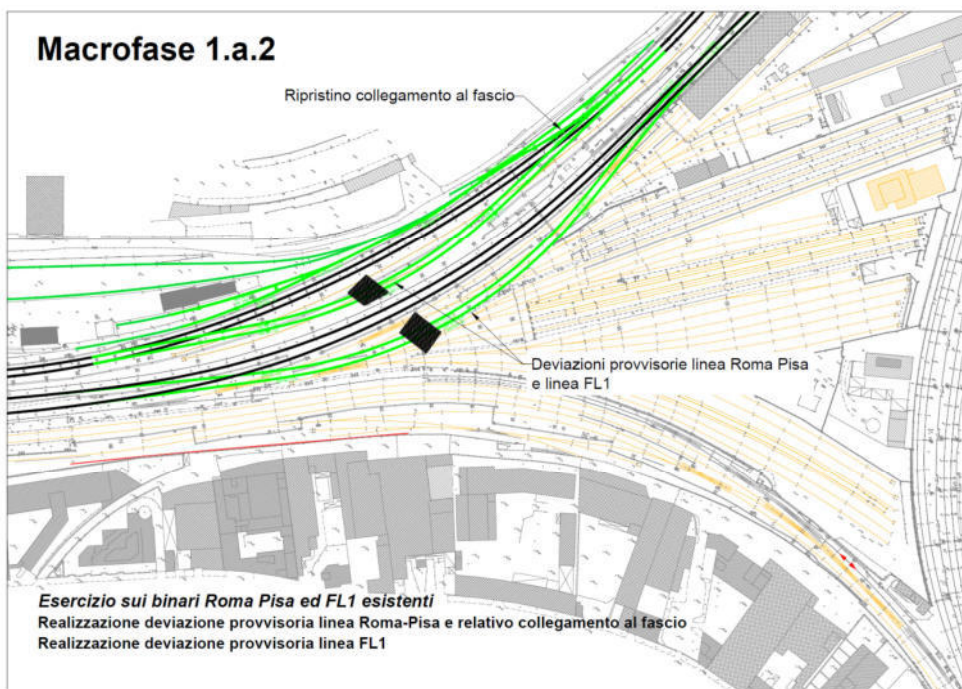 Macrofase 1.a.2
Ripristino collegamento al fascio
Deviazioni provvisorie linea Roma Pisa
e linea FL1
Esercizio sui binari Roma Pisa ed FL1 esistenti
Realizzazione deviazione provvisoria linea Roma-Pisa e relativo collegamento al fascio
Realizzazione deviazione provvisoria linea FL1